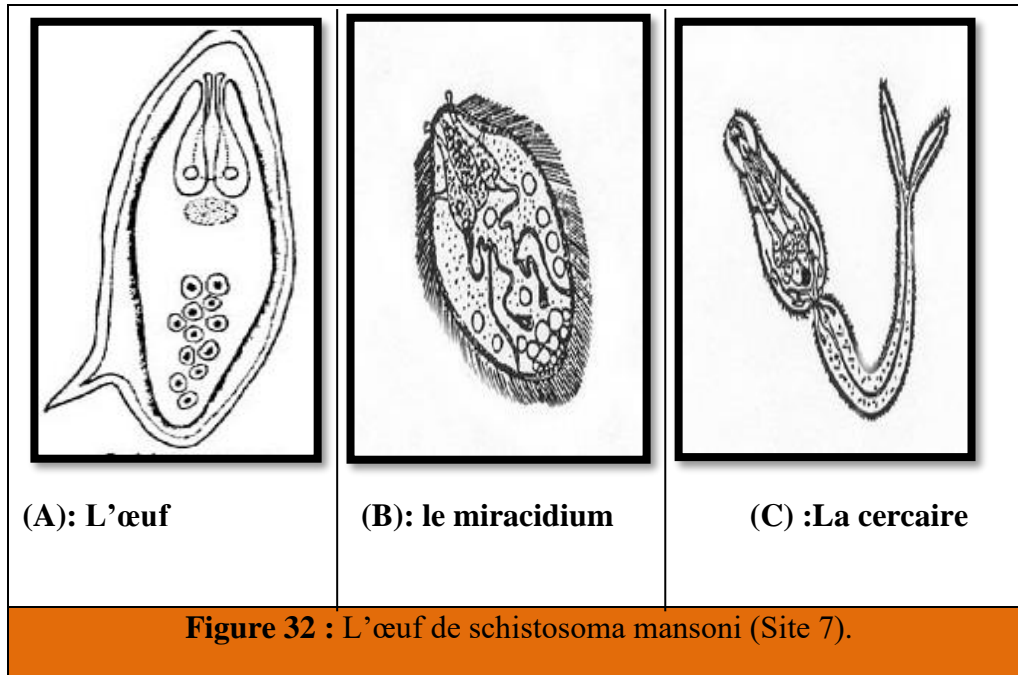 (A): L'œuf
(B): le miracidium
(C) :La cercaire
Figure 32 : L'œuf de schistosoma mansoni (Site 7).